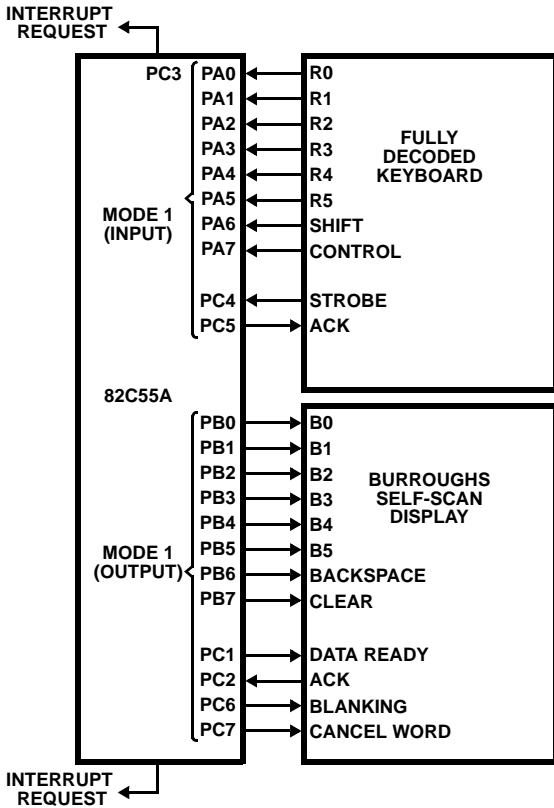 INTERRUPT
REQUEST
PC3 PA0 R0
PA1 R1
PA2 R2
PA3 R3
PA4 R4
PA5 R5
PA6 SHIFT
PA7 CONTROL
MODE 1
(INPUT)
FULLY
DECODED
KEYBOARD
PC4 STROBE
PC5 ACK
82C55A
PB0 B0
PB1 B1
PB2 B2
PB3 B3
PB4 B4
PB5 B5
PB6 BACKSPACE
PB7 CLEAR
MODE 1
(OUTPUT)
BURROUGHS
SELF-SCAN
DISPLAY
PC1 DATA READY
PC2 ACK
PC6 BLANKING
PC7 CANCEL WORD
INTERRUPT
REQUEST